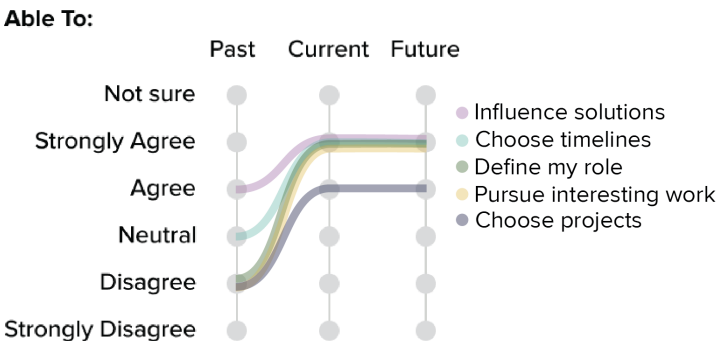 Able To:
Past Current Future
Not sure
Strongly Agree
Agree
Neutral
Disagree
Strongly Disagree
Influence solutions
Choose timelines
Define my role
Pursue interesting work
Choose projects